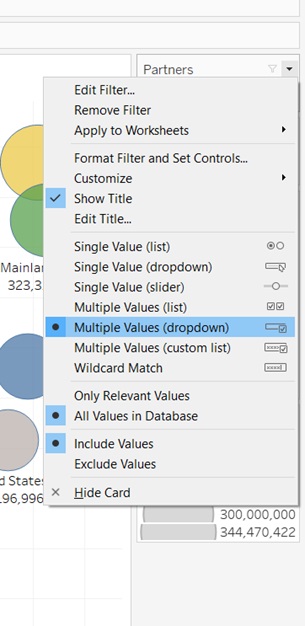 Partners
Edit Filter...
Remove Filter
Apply to Worksheets
Format Filter and Set Controls...
Customize
Show Title
Edit Title...
Single Value (list)
Single Value (dropdown)
Single Value (slider)
Multiple Values (list)
Multiple Values (dropdown)
Multiple Values (custom list)
Wildcard Match
Only Relevant Values
All Values in Database
Include Values
Exclude Values
Hide Card
Mainlan
323,3
d States
96,996
300,000,000
344,470,422